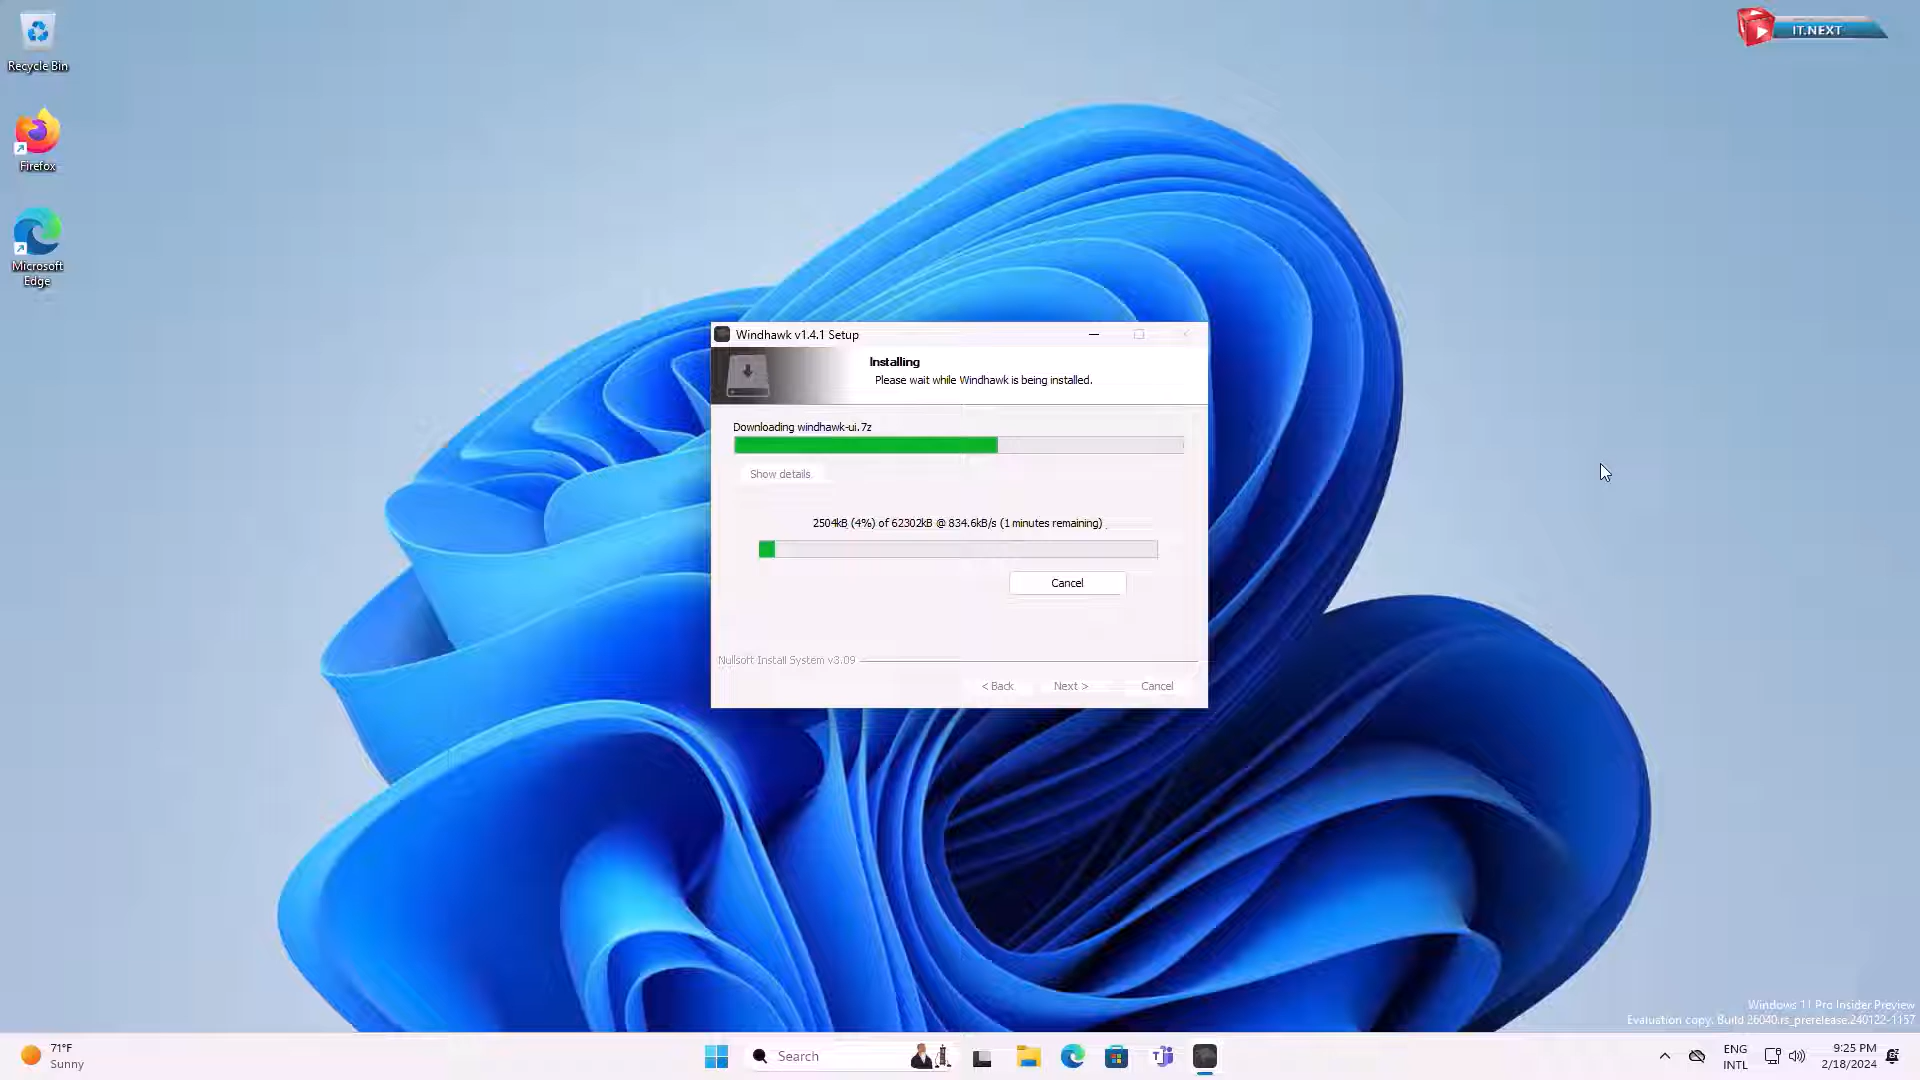 Recycle Bin
Firefox
Microsoft
Edge
IT.NEXT
Windhawk v1.4.1 Setup
Installing
Please wait while Windhawk is being installed.
Downloading windhawk-ui.7z
Show details
2504kB (4%) of 62302kB @ 834.6kB/s (1 minutes remaining)
Cancel
Nullsoft Install System v3.09
< Back
Next >
Cancel
Windows 11 Pro Insider Preview
Evaluation copy. Build 26040.rs_prerelease.240122-1157
71°F
Sunny
Search
ENG
INTL
9:25 PM
2/18/2024